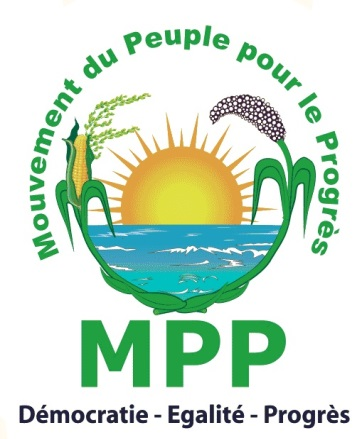 Mouvement du Peuple pour le Progrès
MPP
Démocratie - Egalité - Progrès